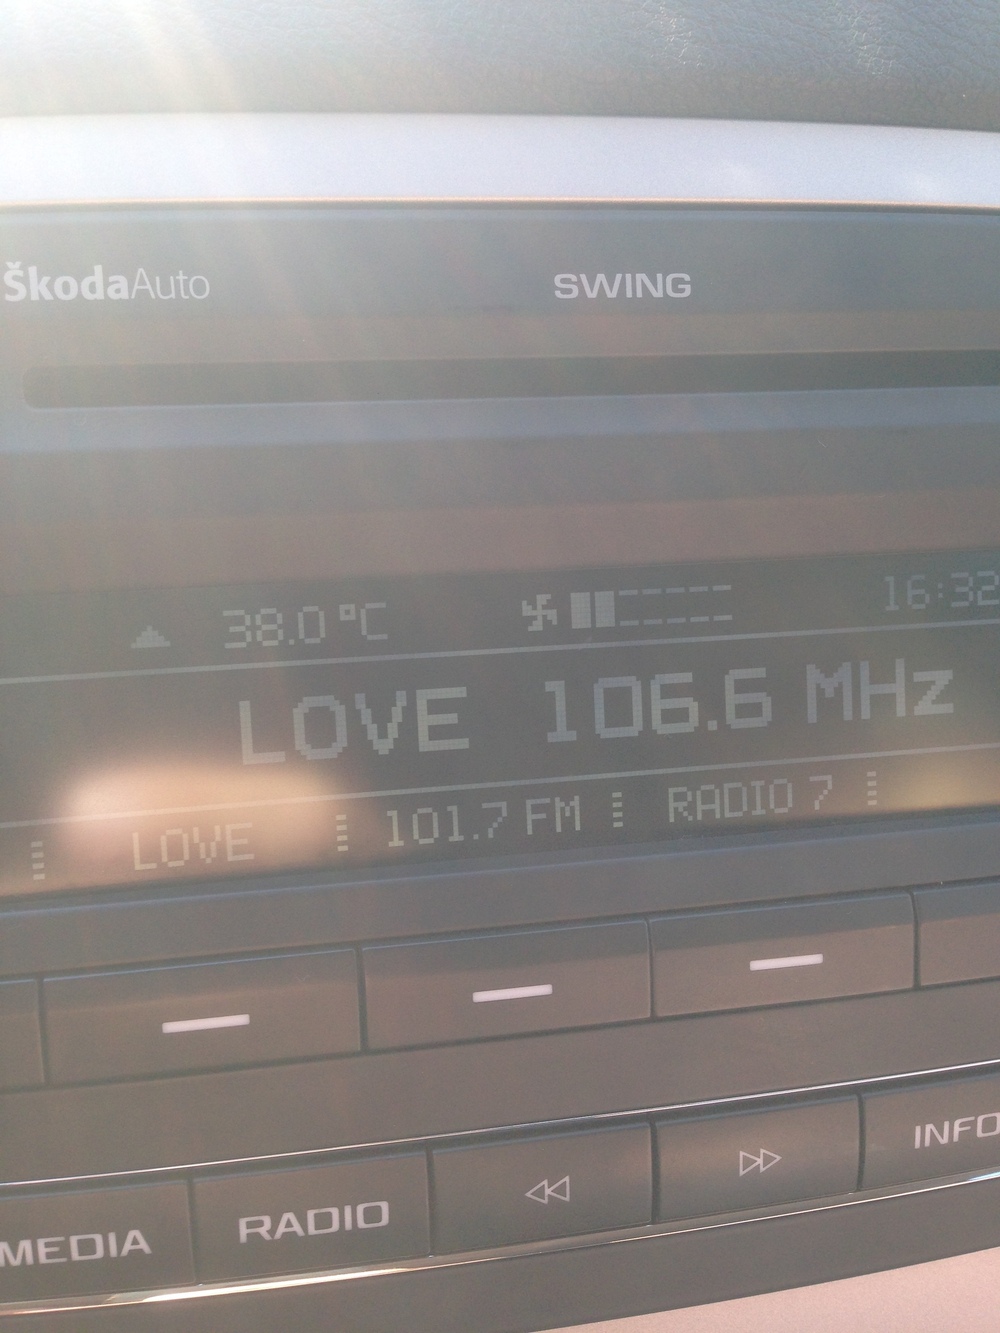 ŠkodaAuto SWING
38.0 °C 16:32
LOVE 106.6 MHz
LOVE 101.7 FM RADIO 7
MEDIA RADIO INFO